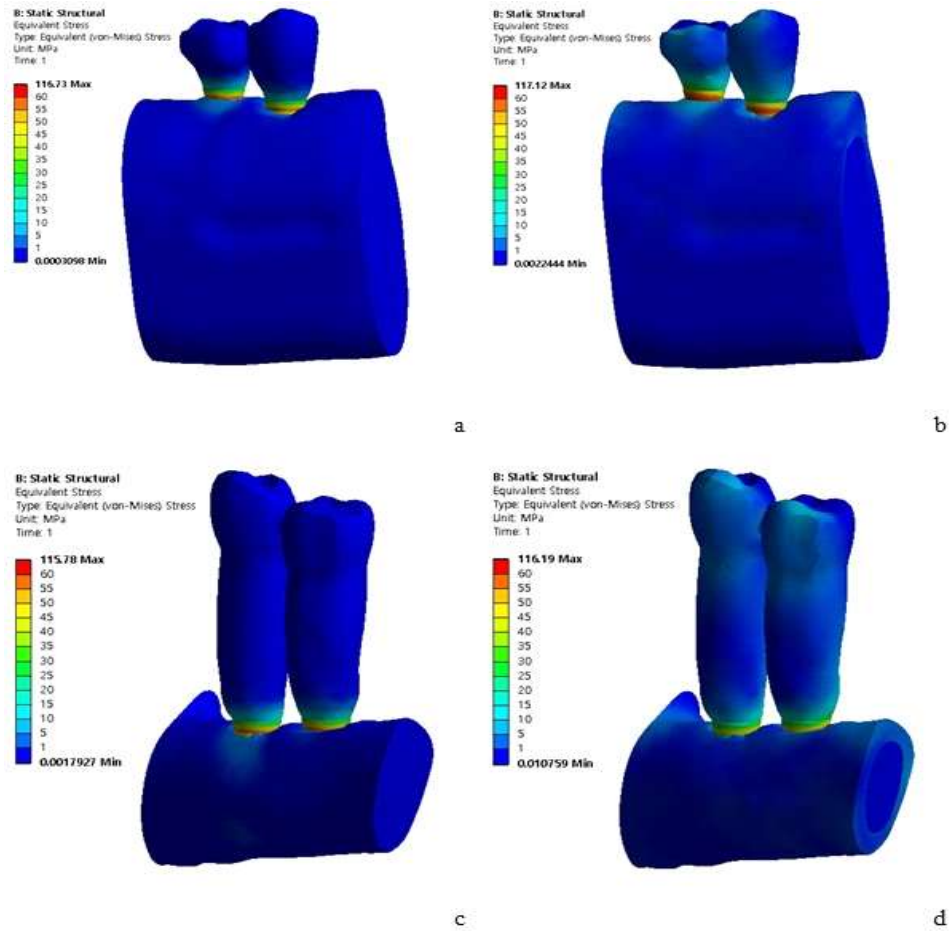 B: Static Structural
Equivalent Stress
Type: Equivalent (von-Mises) Stress
Unit: MPa
Time: 1
116.73 Max
60
55
50
45
40
35
30
25
20
15
10
5
1
0.0003098 Min
a
B: Static Structural
Equivalent Stress
Type: Equivalent (von-Mises) Stress
Unit: MPa
Time: 1
117.12 Max
60
55
50
45
40
35
30
25
20
15
10
5
1
0.0022444 Min
b
B: Static Structural
Equivalent Stress
Type: Equivalent (von-Mises) Stress
Unit: MPa
Time: 1
115.78 Max
60
55
50
45
40
35
30
25
20
15
10
5
1
0.0017927 Min
c
B: Static Structural
Equivalent Stress
Type: Equivalent (von-Mises) Stress
Unit: MPa
Time: 1
116.19 Max
60
55
50
45
40
35
30
25
20
15
10
5
1
0.010759 Min
d